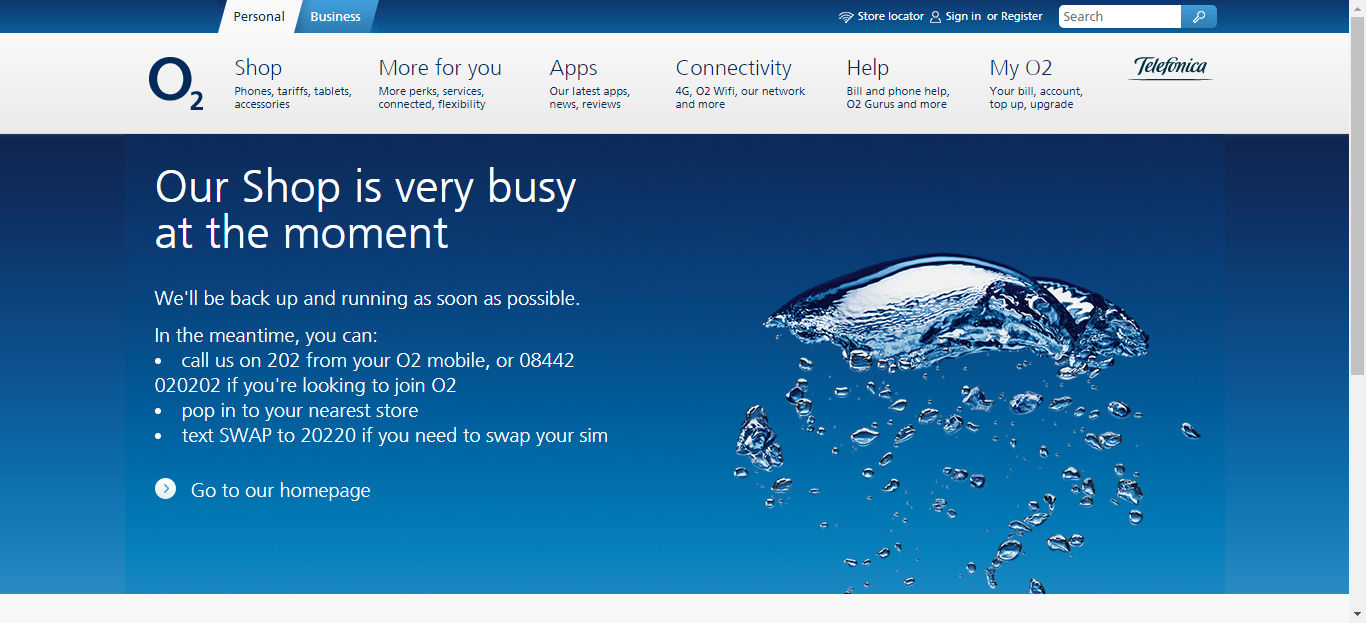 Personal
Business
Store locator
Sign in or Register
Search
O2
Shop
Phones, tariffs, tablets,
accessories
More for you
More perks, services,
connected, flexibility
Apps
Our latest apps,
news, reviews
Connectivity
4G, O2 Wifi, our network
and more
Help
Bill and phone help,
O2 Gurus and more
My O2
Your bill, account,
top up, upgrade
Telefónica
Our Shop is very busy
at the moment
We'll be back up and running as soon as possible.
In the meantime, you can:
• call us on 202 from your O2 mobile, or 08442
020202 if you're looking to join O2
• pop in to your nearest store
• text SWAP to 20220 if you need to swap your sim
Go to our homepage